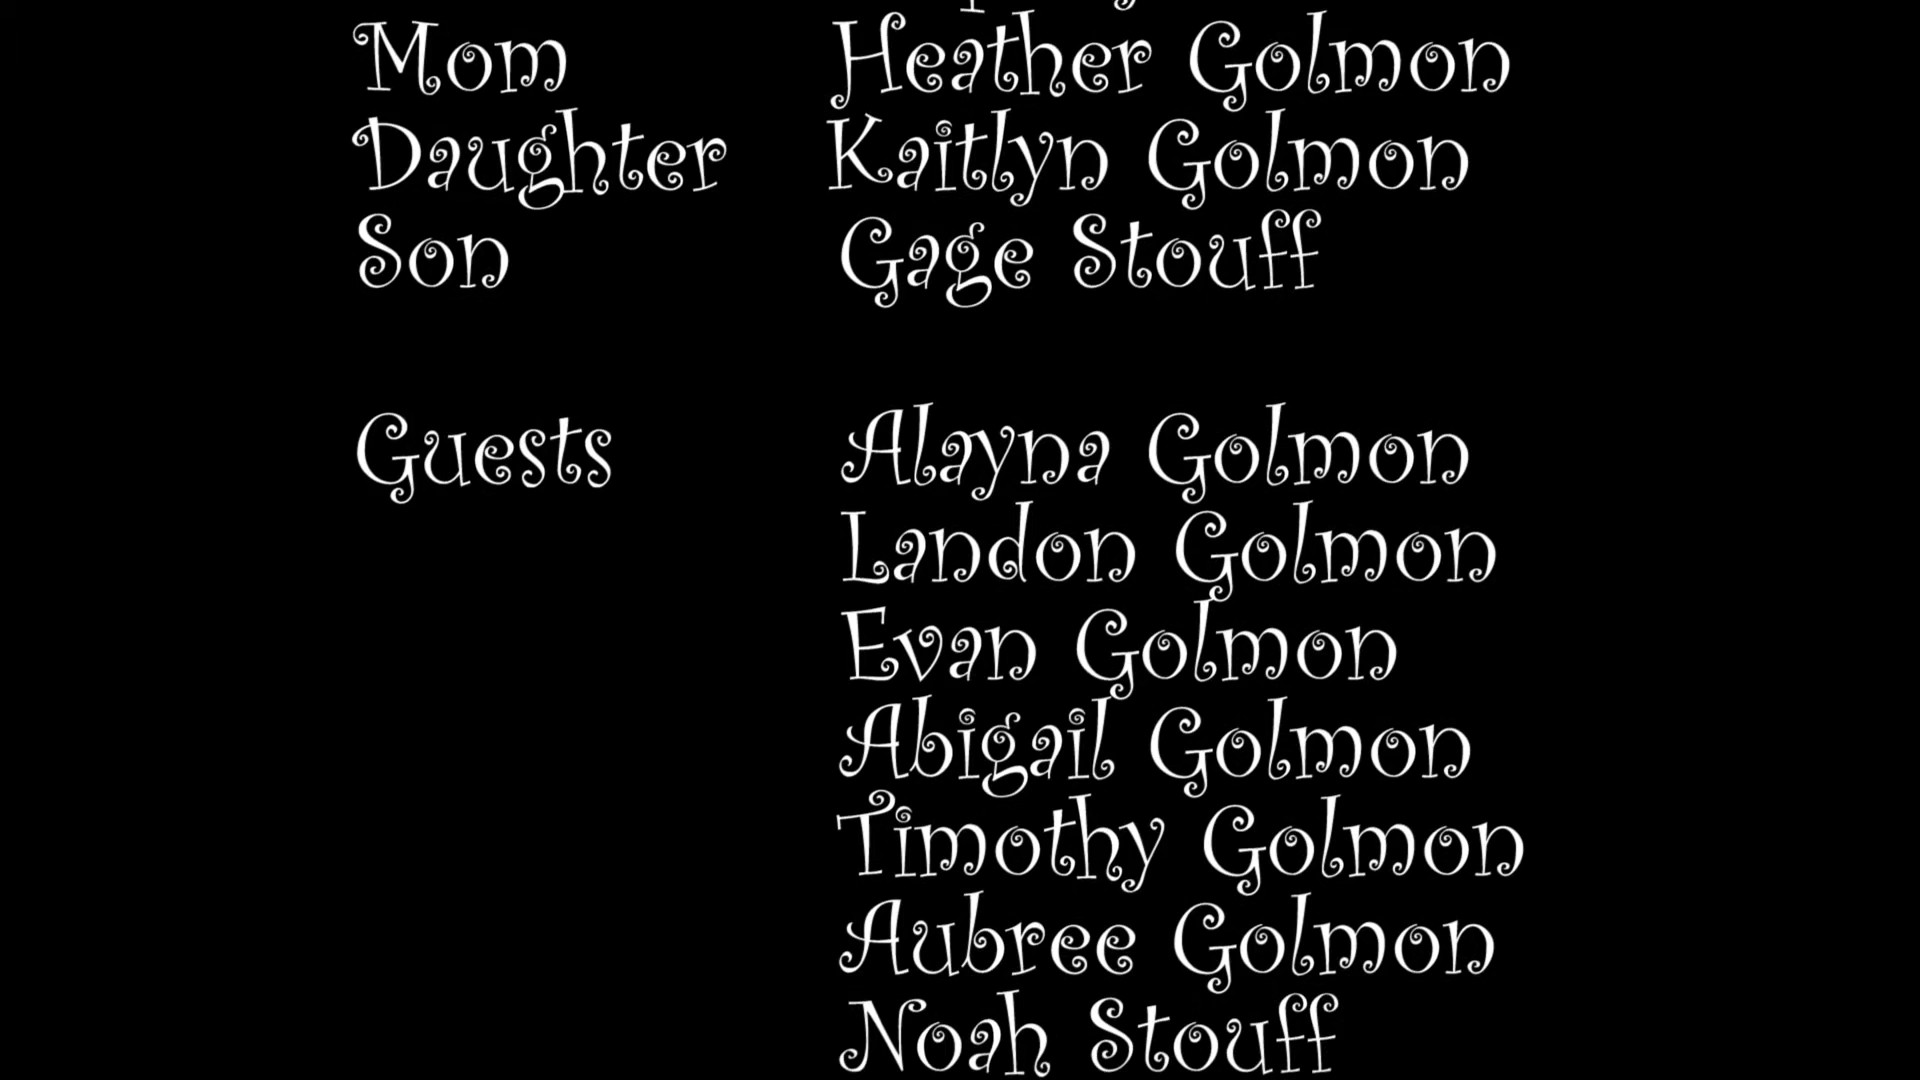 Mom Heather Golmon
Daughter Kaitlyn Golmon
Son Gage Stouff
Guests Alayna Golmon
Landon Golmon
Evan Golmon
Abigail Golmon
Timothy Golmon
Aubree Golmon
Noah Stouff